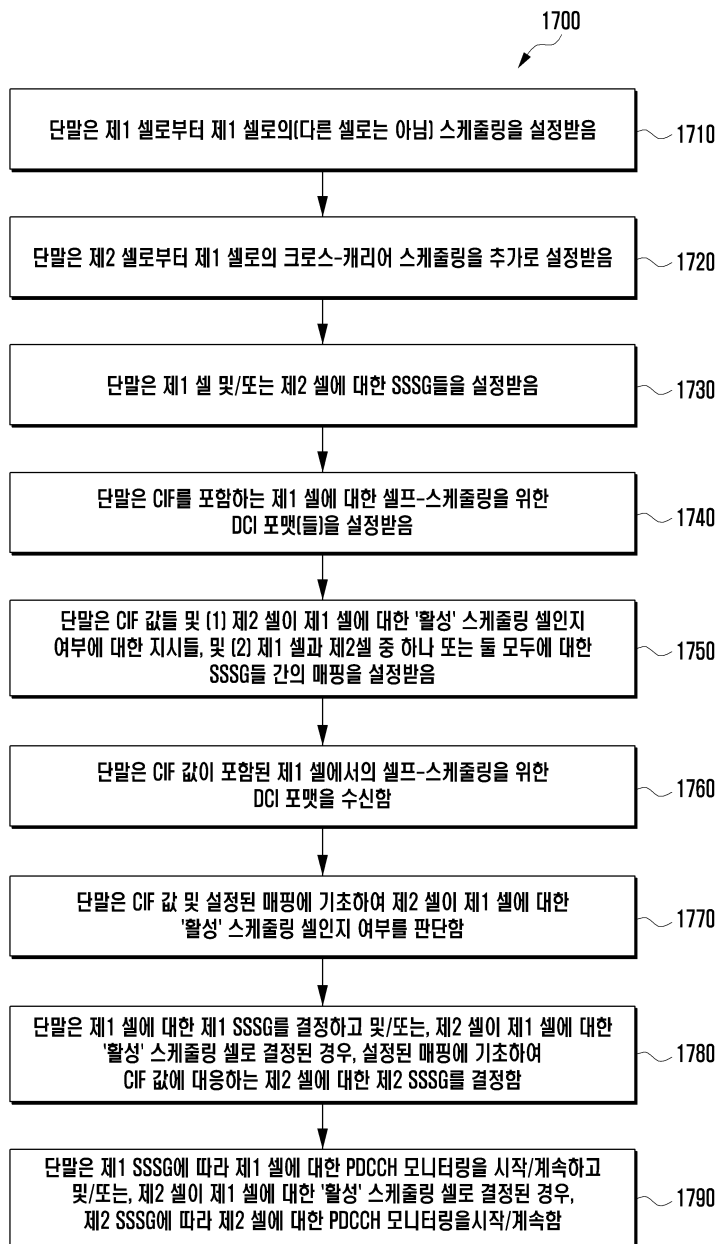 1700
단말은 제1 셀로부터 제1 셀로의(다른 셀로는 아님) 스케줄링을 설정받음
1710
단말은 제2 셀로부터 제1 셀로의 크로스-캐리어 스케줄링을 추가로 설정받음
1720
단말은 제1 셀 및/또는 제2 셀에 대한 SSSG들을 설정받음
1730
단말은 CIF를 포함하는 제1 셀에 대한 셀프-스케줄링을 위한
DCI 포맷(들)을 설정받음
1740
단말은 CIF 값들 및 (1) 제2 셀이 제1 셀에 대한 '활성' 스케줄링 셀인지
여부에 대한 지시들, 및 (2) 제1 셀과 제2셀 중 하나 또는 둘 모두에 대한
SSSG들 간의 매핑을 설정받음
1750
단말은 CIF 값이 포함된 제1 셀에서의 셀프-스케줄링을 위한
DCI 포맷을 수신함
1760
단말은 CIF 값 및 설정된 매핑에 기초하여 제2 셀이 제1 셀에 대한
'활성' 스케줄링 셀인지 여부를 판단함
1770
단말은 제1 셀에 대한 제1 SSSG를 결정하고 및/또는, 제2 셀이 제1 셀에 대한
'활성' 스케줄링 셀로 결정된 경우, 설정된 매핑에 기초하여
CIF 값에 대응하는 제2 셀에 대한 제2 SSSG를 결정함
1780
단말은 제1 SSSG에 따라 제1 셀에 대한 PDCCH 모니터링을 시작/계속하고
및/또는, 제2 셀이 제1 셀에 대한 '활성' 스케줄링 셀로 결정된 경우,
제2 SSSG에 따라 제2 셀에 대한 PDCCH 모니터링을시작/계속함
1790